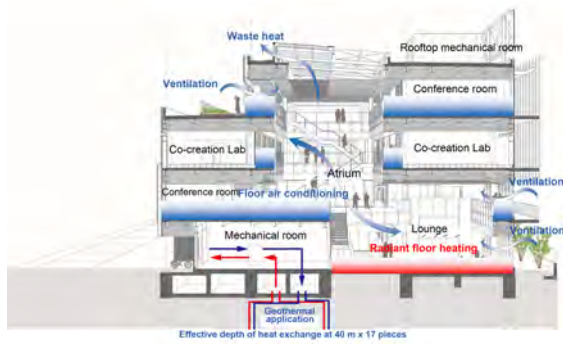 Waste heat
Rooftop mechanical room
Ventilation
Conference room
Co-creation Lab
Co-creation Lab
Atrium
Conference room
Floor air conditioning
Ventilation
Lounge
Mechanical room
Ventilation
Radiant floor heating
Geothermal
application
Effective depth of heat exchange at 40 m x 17 pieces